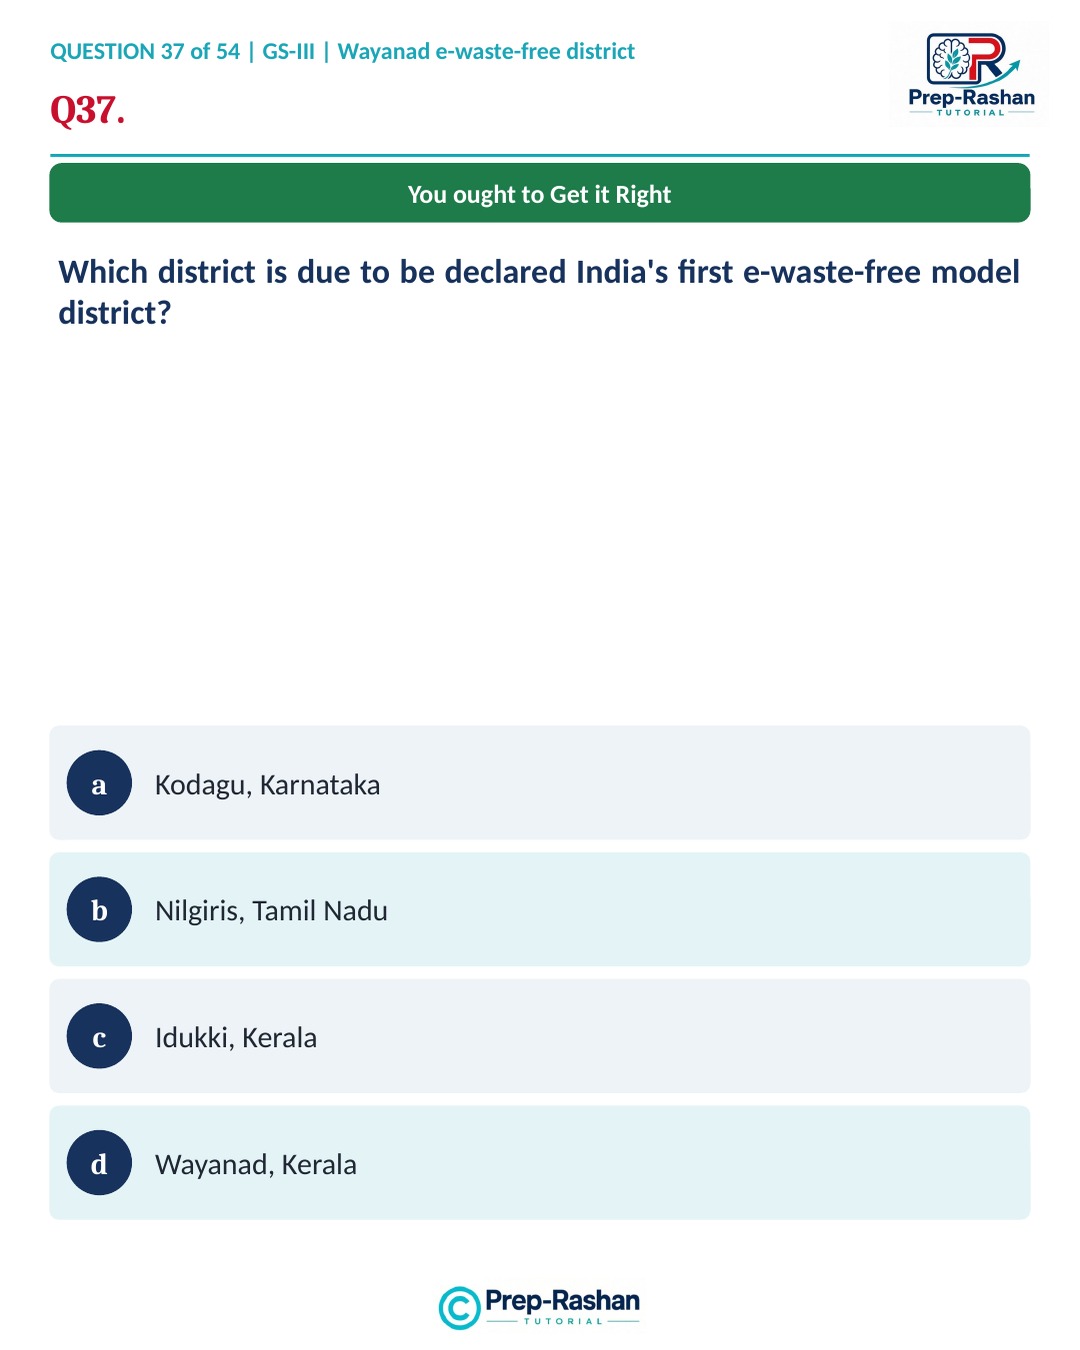 QUESTION 37 of 54 | GS-III | Wayanad e-waste-free district
Prep-Rashan
TUTORIAL
Q37.
You ought to Get it Right
Which district is due to be declared India's first e-waste-free model
district?
a Kodagu, Karnataka
b Nilgiris, Tamil Nadu
c Idukki, Kerala
d Wayanad, Kerala
© Prep-Rashan
TUTORIAL